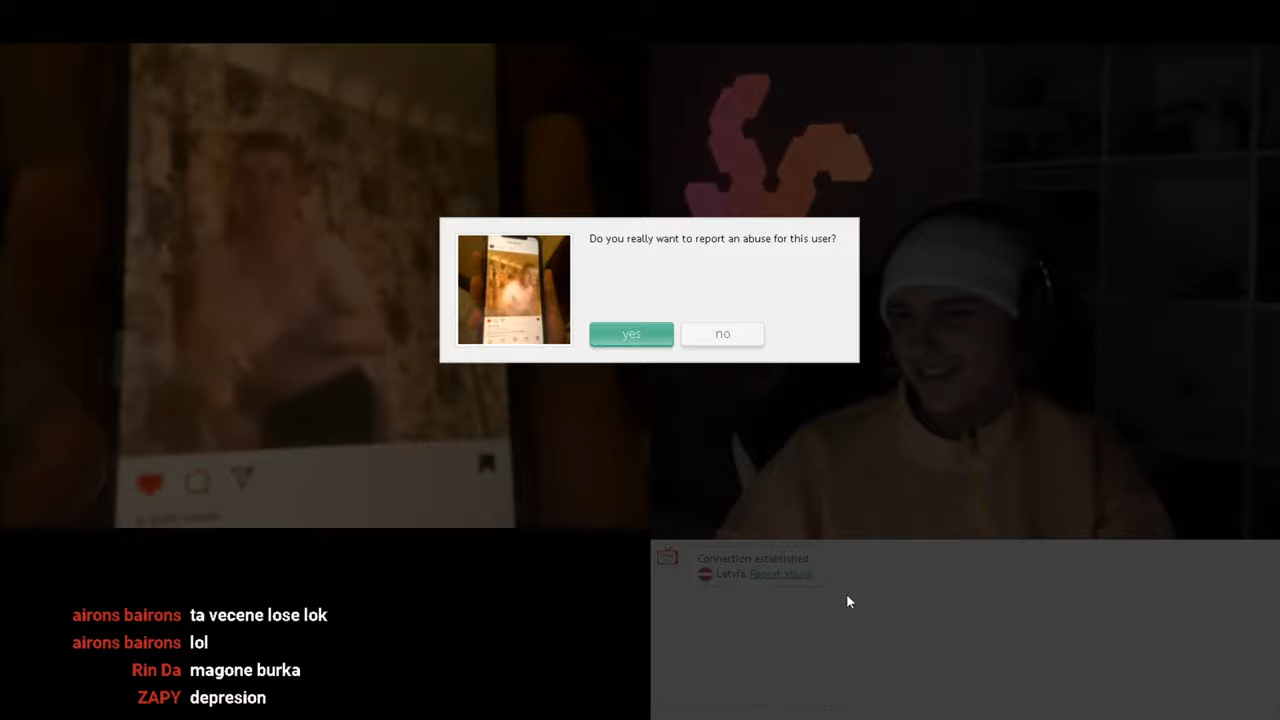 Do you really want to report an abuse for this user?
yes
no
Connection established
Latvia. Report abuse
airons bairons ta vecene lose lok
airons bairons lol
Rin Da magone burka
ZAPY depresion